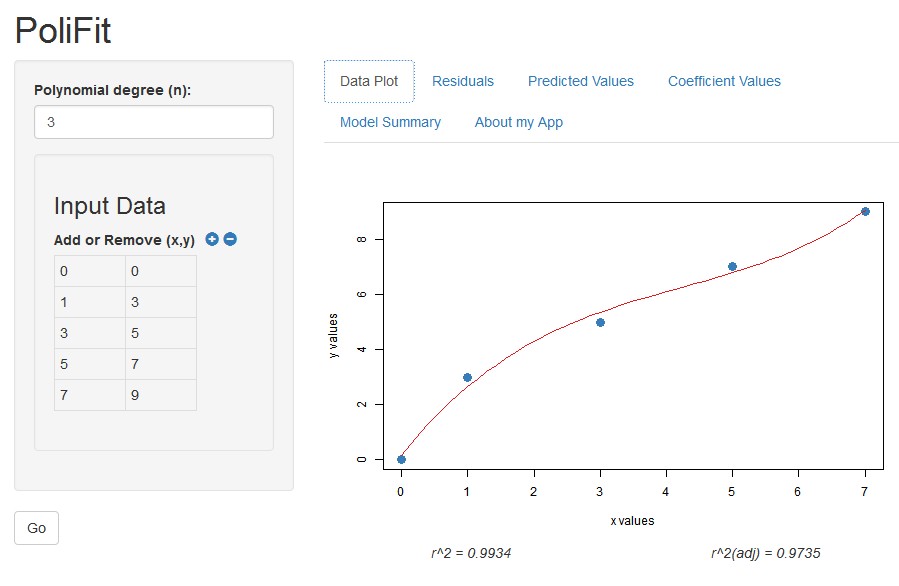 PoliFit
Polynomial degree (n):
3
Input Data
Add or Remove (x,y)
0 0
1 3
3 5
5 7
7 9
Go
Data Plot Residuals Predicted Values Coefficient Values
Model Summary About my App
y values
8
6
4
2
0
0 1 2 3 4 5 6 7
x values
r^2 = 0.9934 r^2(adj) = 0.9735